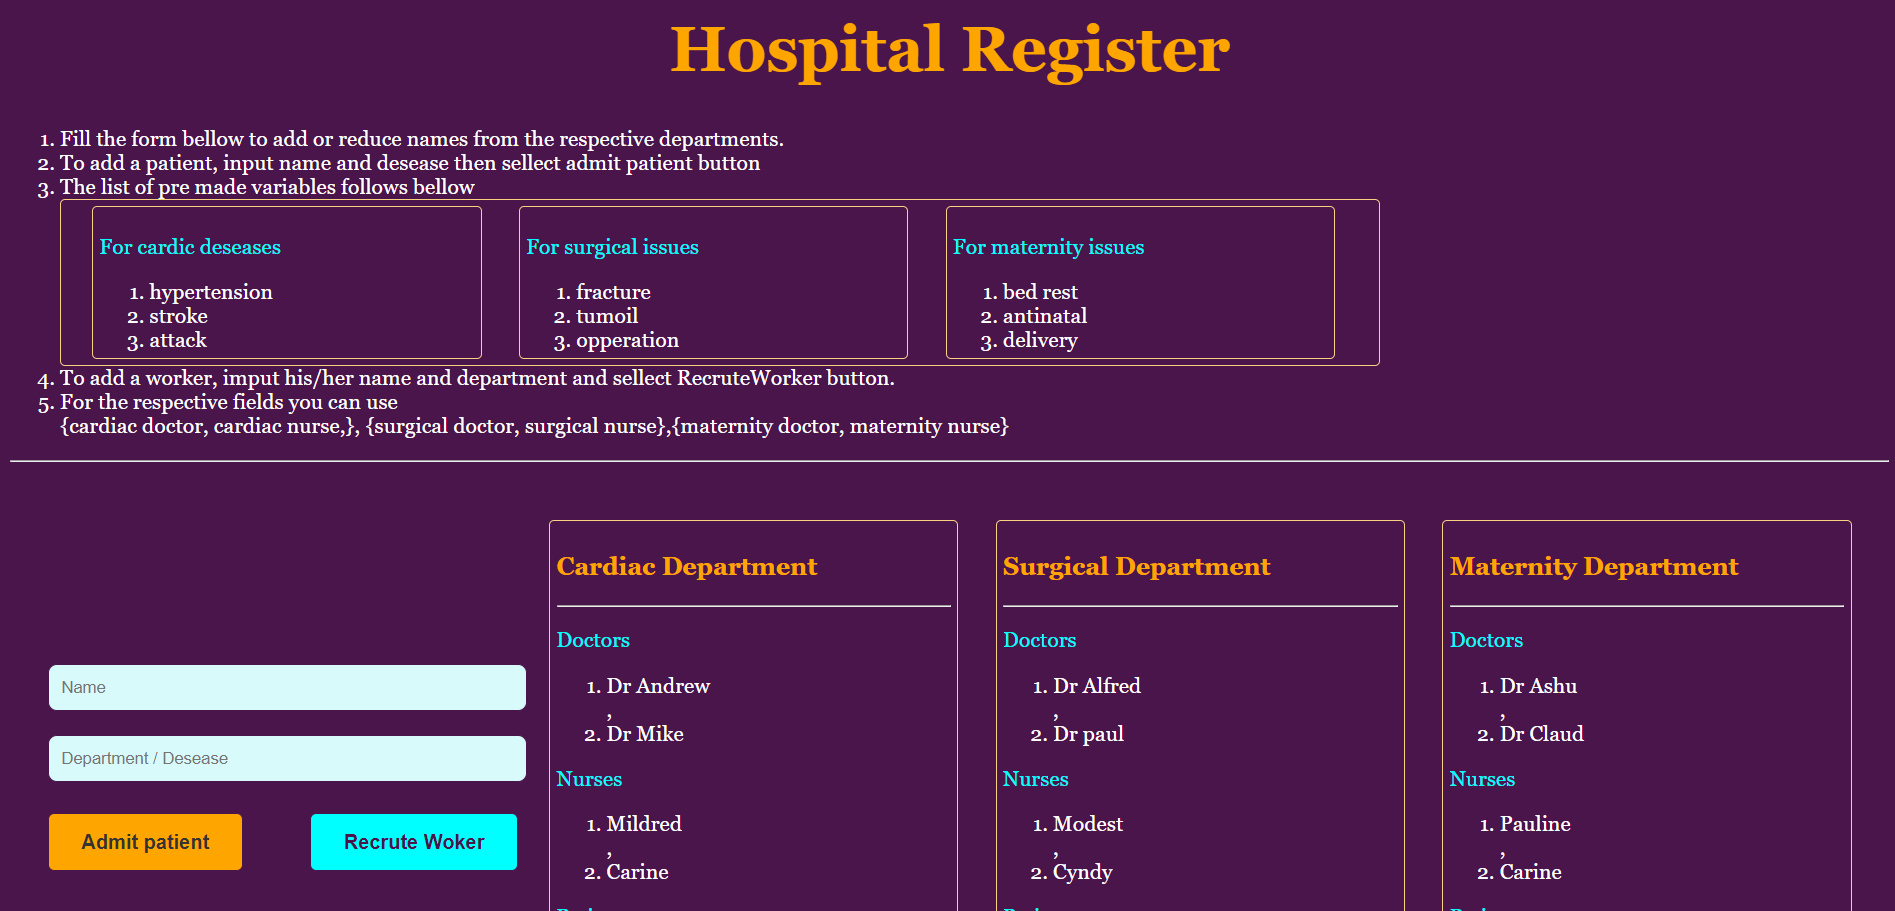 Hospital Register
1. Fill the form bellow to add or reduce names from the respective departments.
2. To add a patient, input name and desease then sellect admit patient button
3. The list of pre made variables follows bellow
For cardic deseases
1. hypertension
2. stroke
3. attack
For surgical issues
1. fracture
2. tumoil
3. opperation
For maternity issues
1. bed rest
2. antinatal
3. delivery
4. To add a worker, imput his/her name and department and sellect RecruteWorker button.
5. For the respective fields you can use
{cardiac doctor, cardiac nurse,}, {surgical doctor, surgical nurse},{maternity doctor, maternity nurse}
Name
Department / Desease
Admit patient
Recrute Woker
Cardiac Department
Doctors
1. Dr Andrew
,
2. Dr Mike
Nurses
1. Mildred
,
2. Carine
Surgical Department
Doctors
1. Dr Alfred
,
2. Dr paul
Nurses
1. Modest
,
2. Cyndy
Maternity Department
Doctors
1. Dr Ashu
,
2. Dr Claud
Nurses
1. Pauline
,
2. Carine